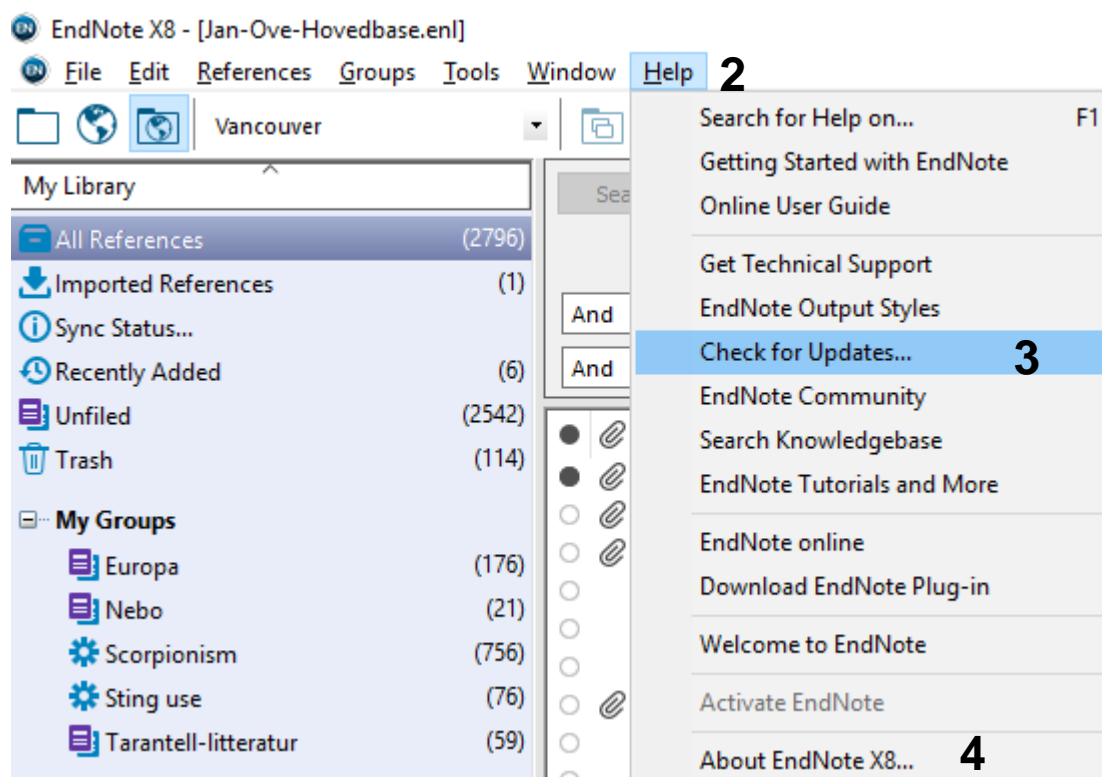 EndNote X8 - [Jan-Ove-Hovedbase.enl]
File Edit References Groups Tools Window Help 2
Vancouver
My Library
All References (2796)
Imported References (1)
Sync Status...
Recently Added (6)
Unfiled (2542)
Trash (114)
My Groups
Europa (176)
Nebo (21)
Scorpionism (756)
Sting use (76)
Tarantell-litteratur (59)
Sea
And
And
Search for Help on... F1
Getting Started with EndNote
Online User Guide
Get Technical Support
EndNote Output Styles
Check for Updates... 3
EndNote Community
Search Knowledgebase
EndNote Tutorials and More
EndNote online
Download EndNote Plug-in
Welcome to EndNote
Activate EndNote
About EndNote X8... 4